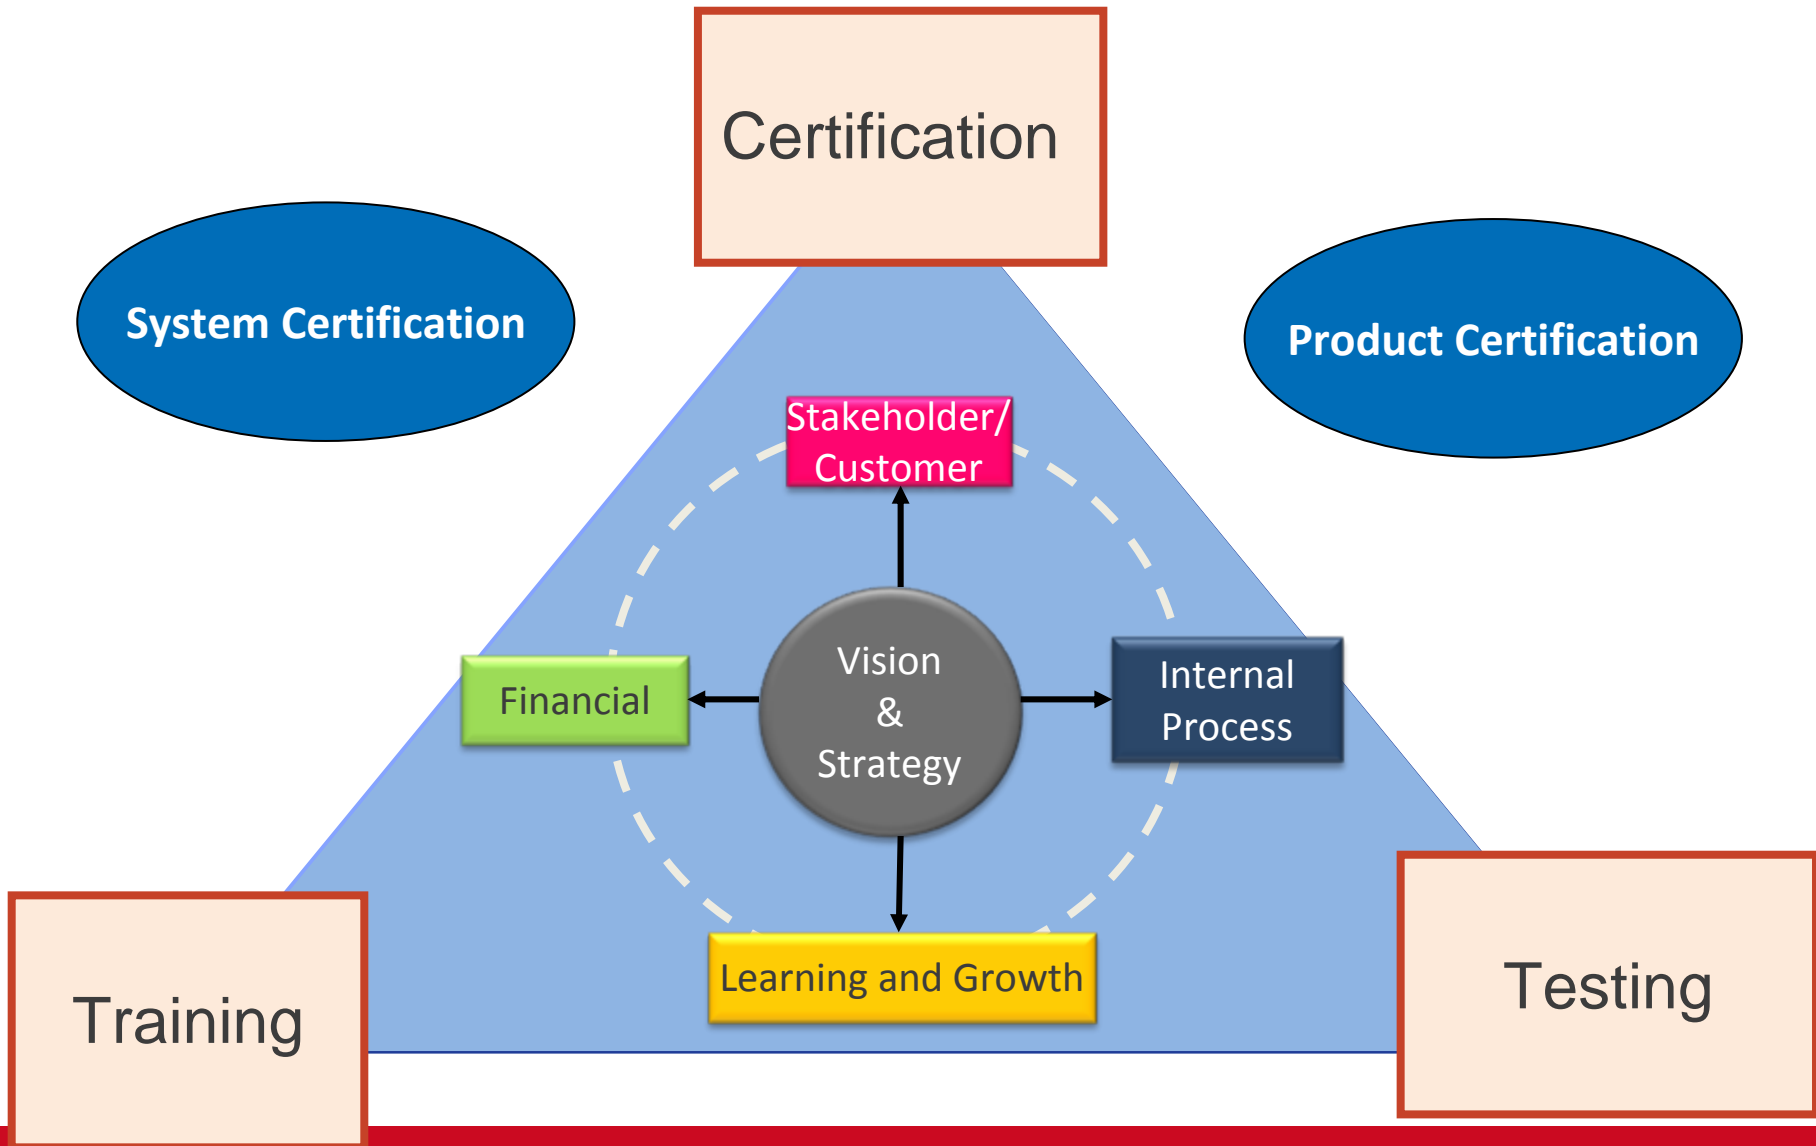 Certification
System Certification
Product Certification
Stakeholder/
Customer
Vision
&
Strategy
Financial
Internal
Process
Learning and Growth
Training
Testing